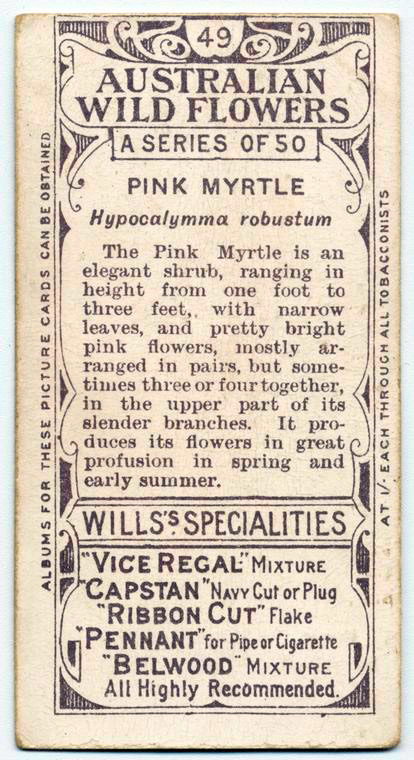 49
AUSTRALIAN
WILD FLOWERS
A SERIES OF 50
PINK MYRTLE
Hypocalymma robustum
The Pink Myrtle is an
elegant shrub, ranging in
height from one foot to
three feet, with narrow
leaves, and pretty bright
pink flowers, mostly ar-
ranged in pairs, but some-
times three or four together,
in the upper part of its
slender branches. It pro-
duces its flowers in great
profusion in spring and
early summer.
WILLS'S SPECIALITIES
"VICE REGAL" MIXTURE
"CAPSTAN" NAVY CUT OR PLUG
"RIBBON CUT" Flake
"PENNANT" for Pipe or Cigarette
"BELWOOD" MIXTURE
All Highly Recommended.
ALBUMS FOR THESE PICTURE CARDS CAN BE OBTAINED
AT 1/- EACH THROUGH ALL TOBACCONISTS